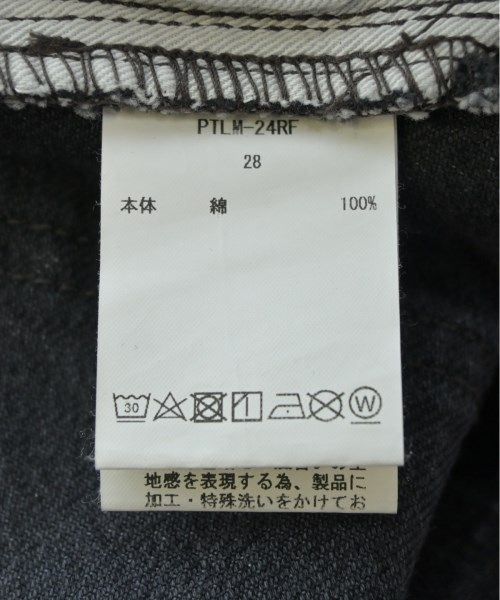 PTLM-24RF
28
本体 綿 100%
30 W
地感を表現する為、製品に
加工・特殊洗いをかけてお